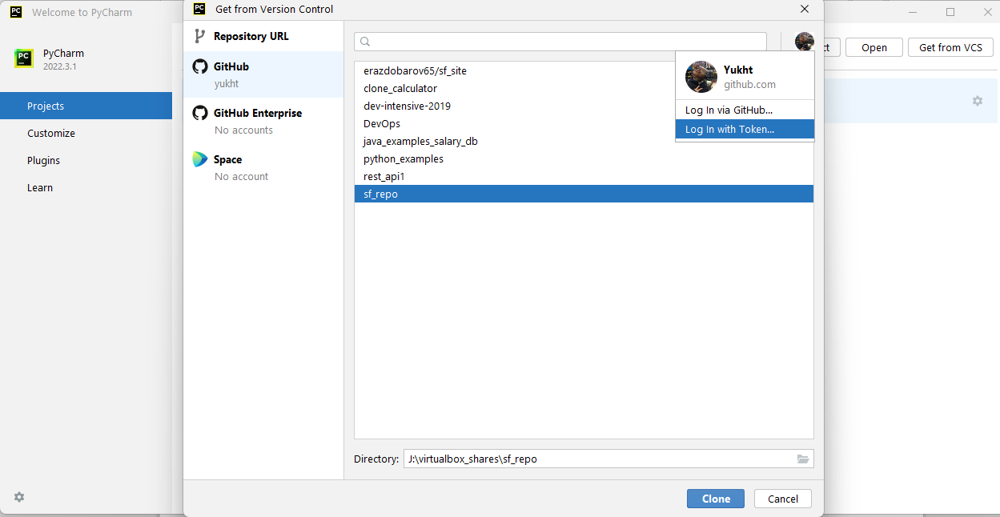 PC Welcome to PyCharm
PC PyCharm
2022.3.1
Projects
Customize
Plugins
Learn
PC Get from Version Control
Repository URL
GitHub
yukht
GitHub Enterprise
No accounts
Space
No account
erazdobarov65/sf_site
clone_calculator
dev-intensive-2019
DevOps
java_examples_salary_db
python_examples
rest_api1
sf_repo
Yukht
github.com
Log In via GitHub...
Log In with Token...
Directory: J:\virtualbox_shares\sf_repo
Clone
Cancel
ct
Open
Get from VCS